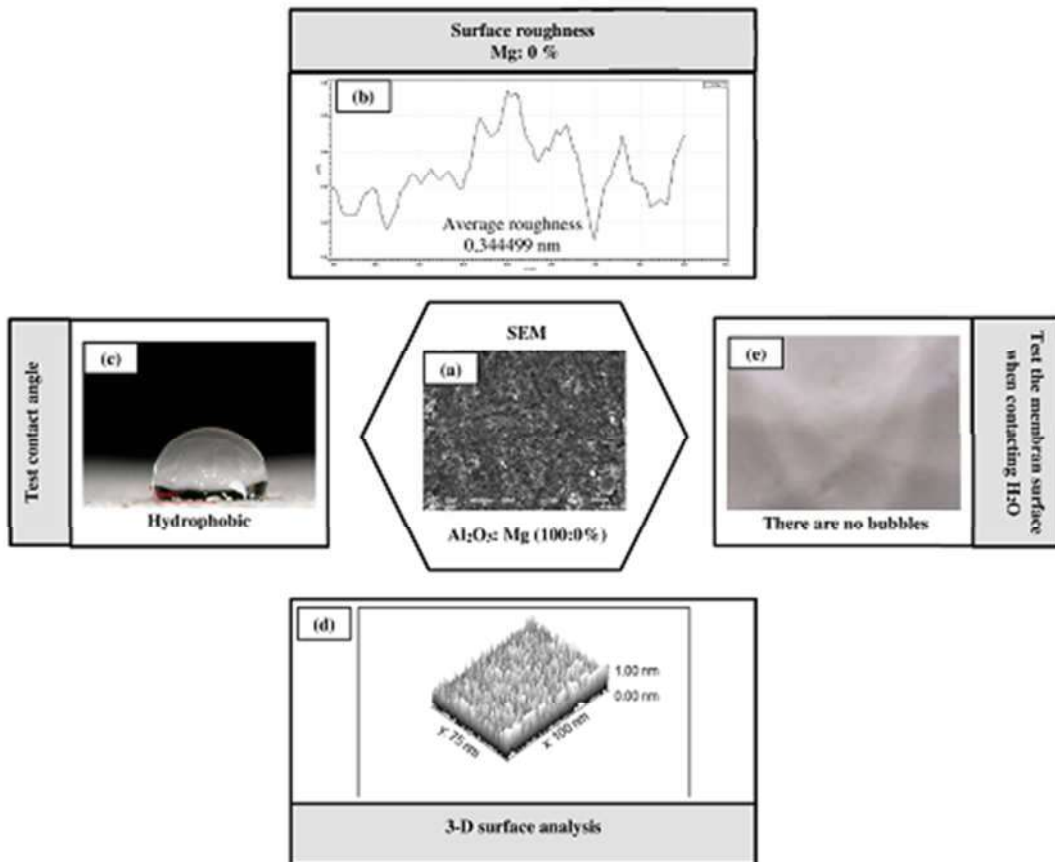 Surface roughness
Mg: 0 %
(b)
Average roughness
0,344499 nm
Test contact angle
(c)
Hydrophobic
SEM
(a)
Al₂O₃: Mg (100:0%)
(e)
There are no bubbles
Test the membran surface
when contacting H₂O
(d)
1.00 nm
0.00 nm
y: 75 nm
x: 100 nm
3-D surface analysis